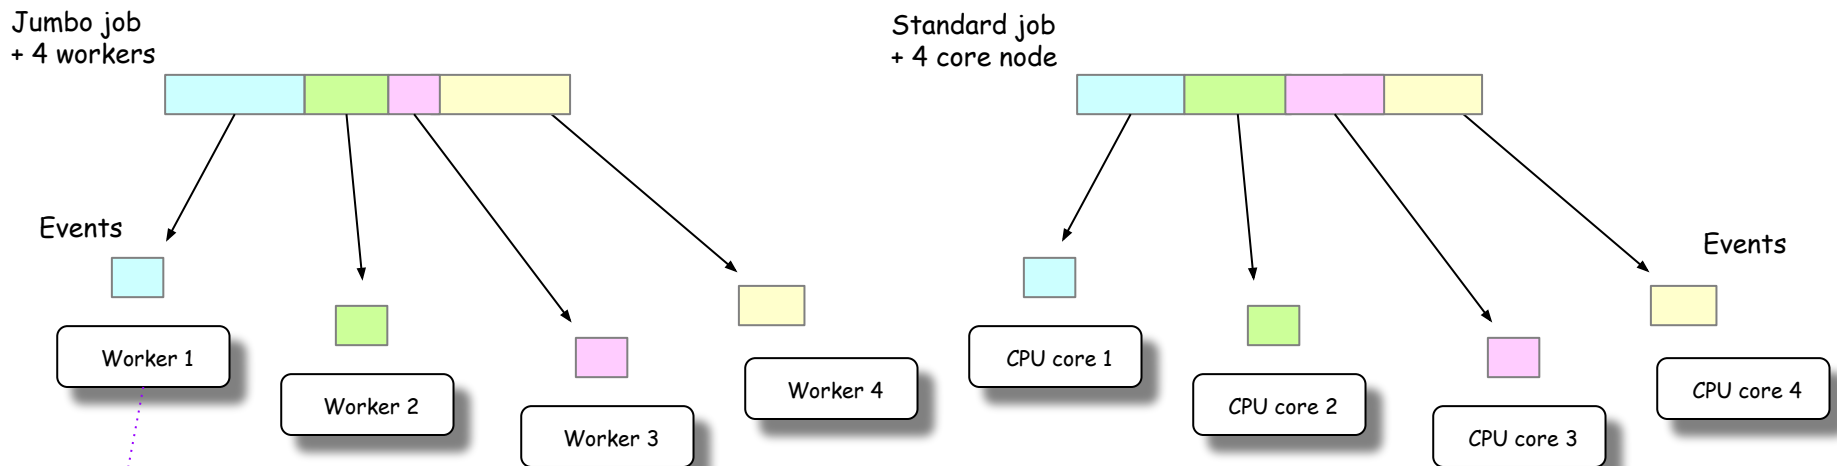 Jumbo job
+ 4 workers
Events
Worker 1
Worker 2
Worker 3
Worker 4
Standard job
+ 4 core node
Events
CPU core 1
CPU core 2
CPU core 3
CPU core 4